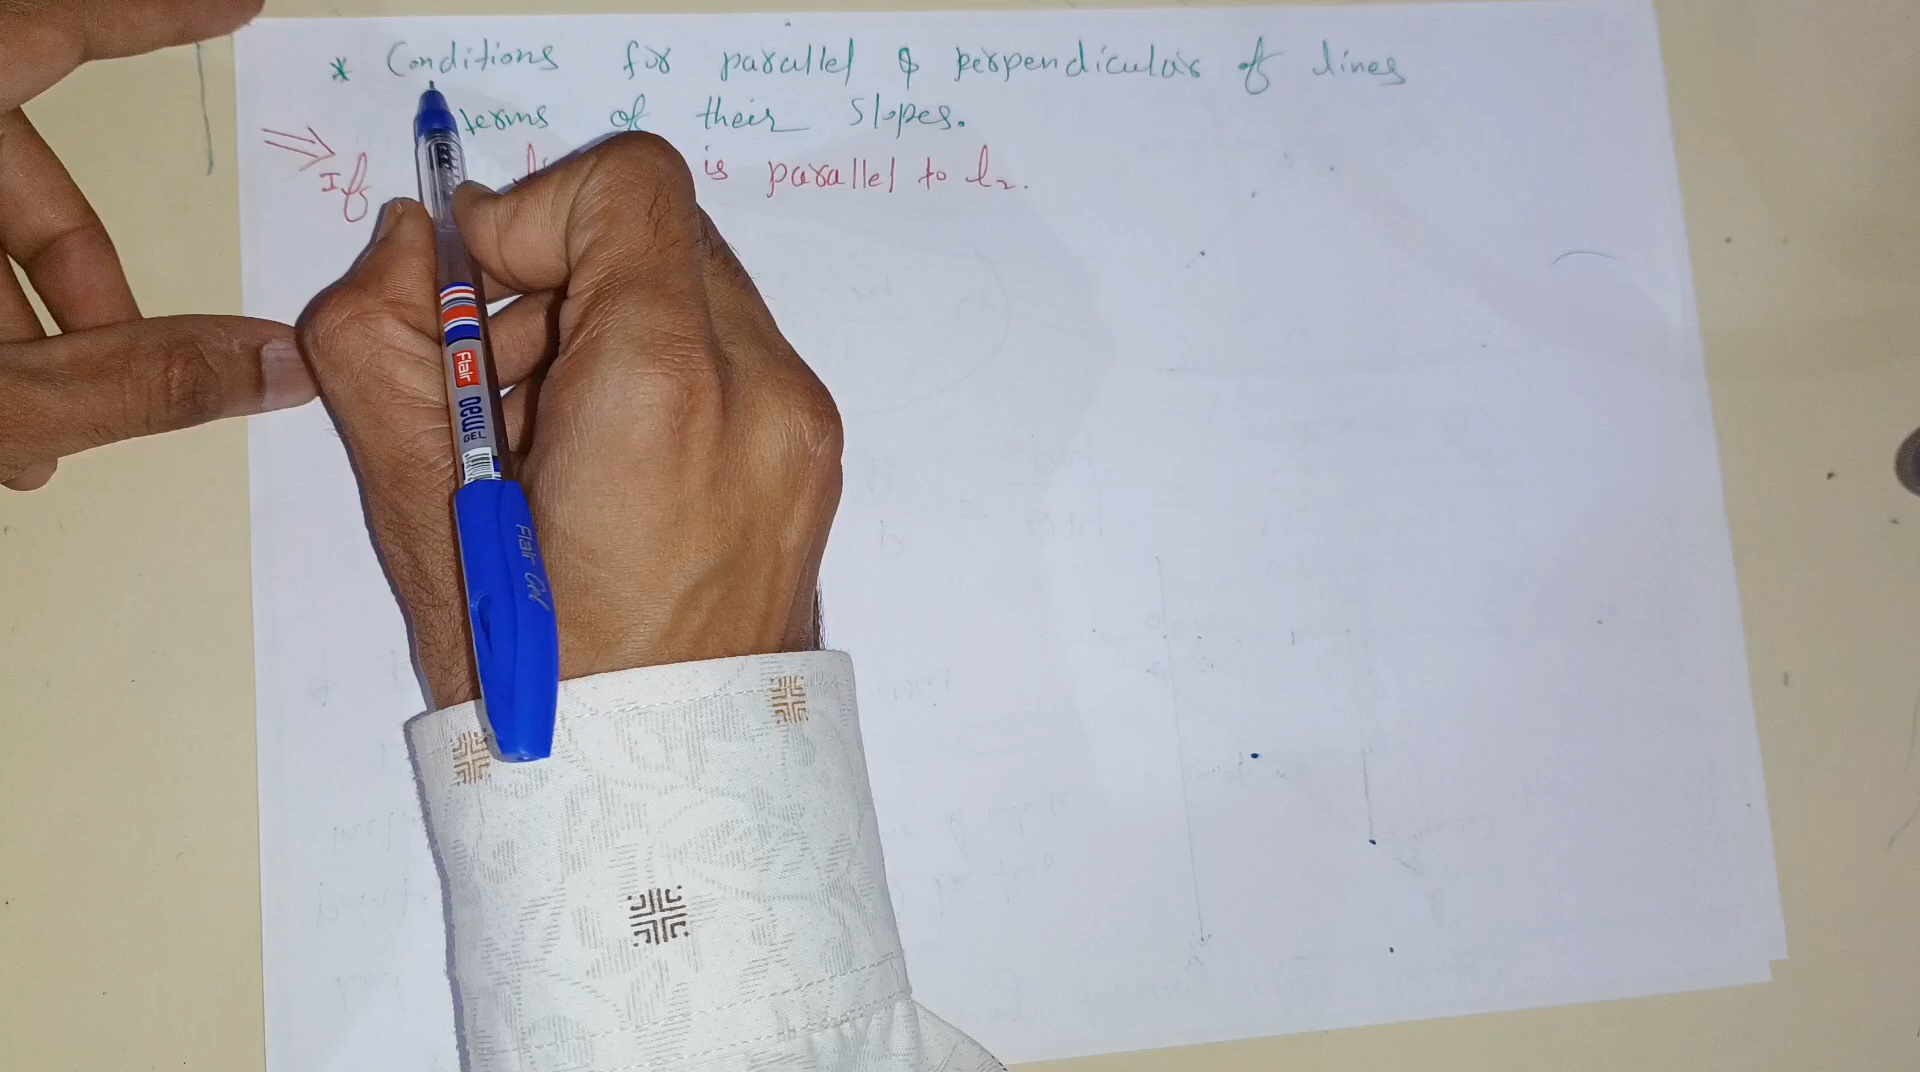 * Conditions for parallel & perpendicular of lines
terms of their slopes.
If is parallel to l₂.
Flair
new
GEL
Flair Gel